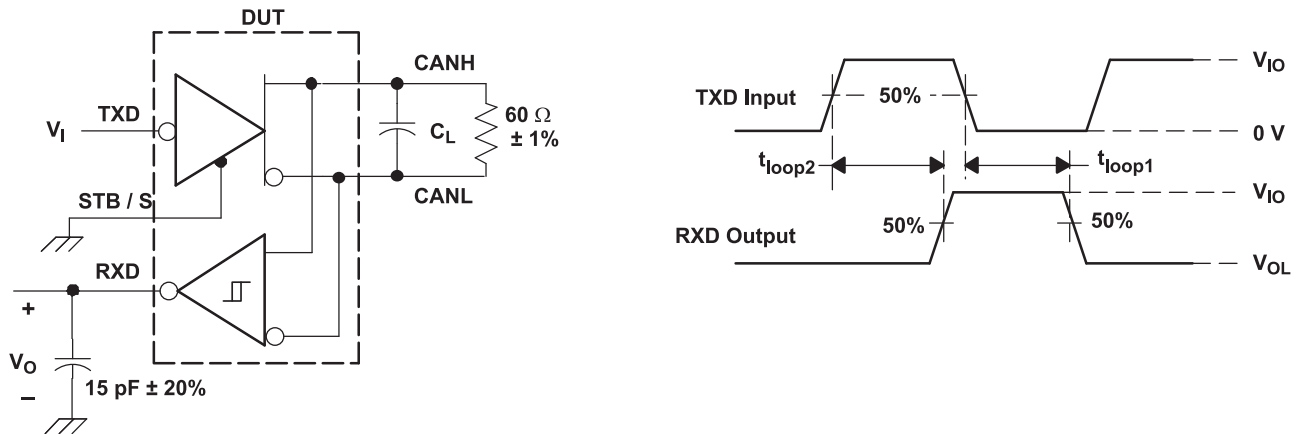 DUT
CANH
TXD
V_I
C_L
60 Ω
± 1%
STB / S
CANL
RXD
+
V_O
15 pF ± 20%
–
V_IO
TXD Input
50%
0 V
t_loop2
t_loop1
V_IO
50%
50%
RXD Output
V_OL